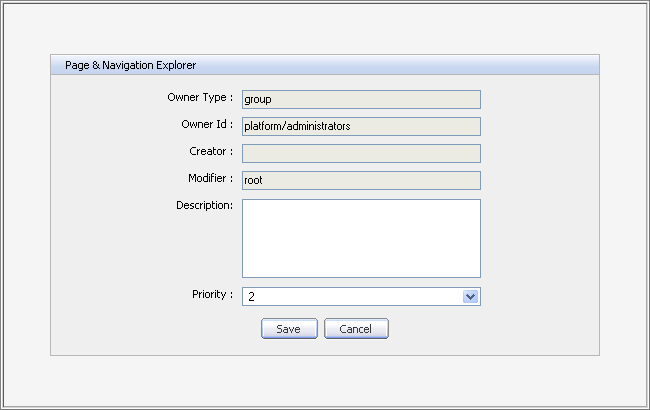 Page & Navigation Explorer
Owner Type : group
Owner Id : platform/administrators
Creator :
Modifier : root
Description:
Priority : 2
Save Cancel